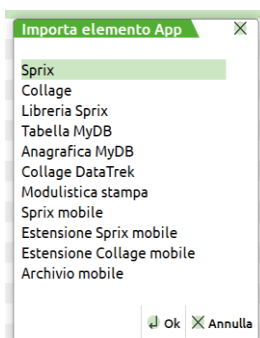 Importa elemento App
Sprix
Collage
Libreria Sprix
Tabella MyDB
Anagrafica MyDB
Collage DataTrek
Modulistica stampa
Sprix mobile
Estensione Sprix mobile
Estensione Collage mobile
Archivio mobile
Ok Annulla